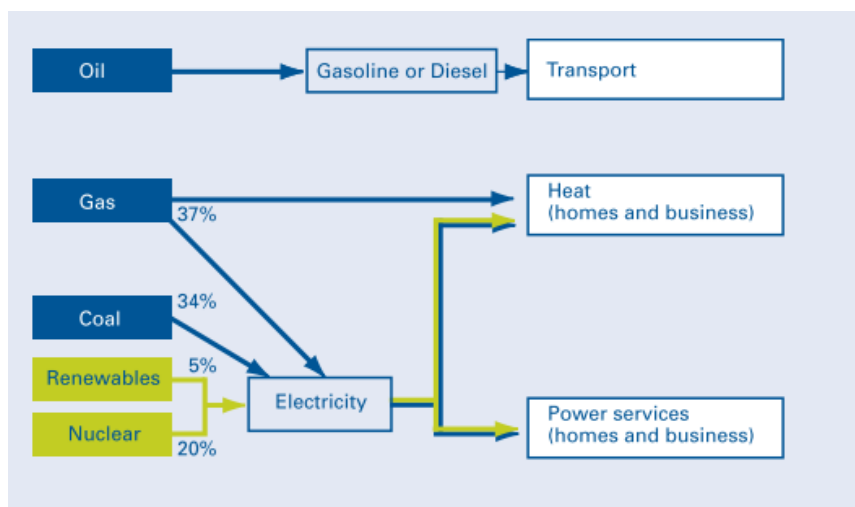 Oil
Gasoline or Diesel
Transport
Gas
37%
Heat
(homes and business)
Coal
34%
Renewables
5%
Nuclear
20%
Electricity
Power services
(homes and business)